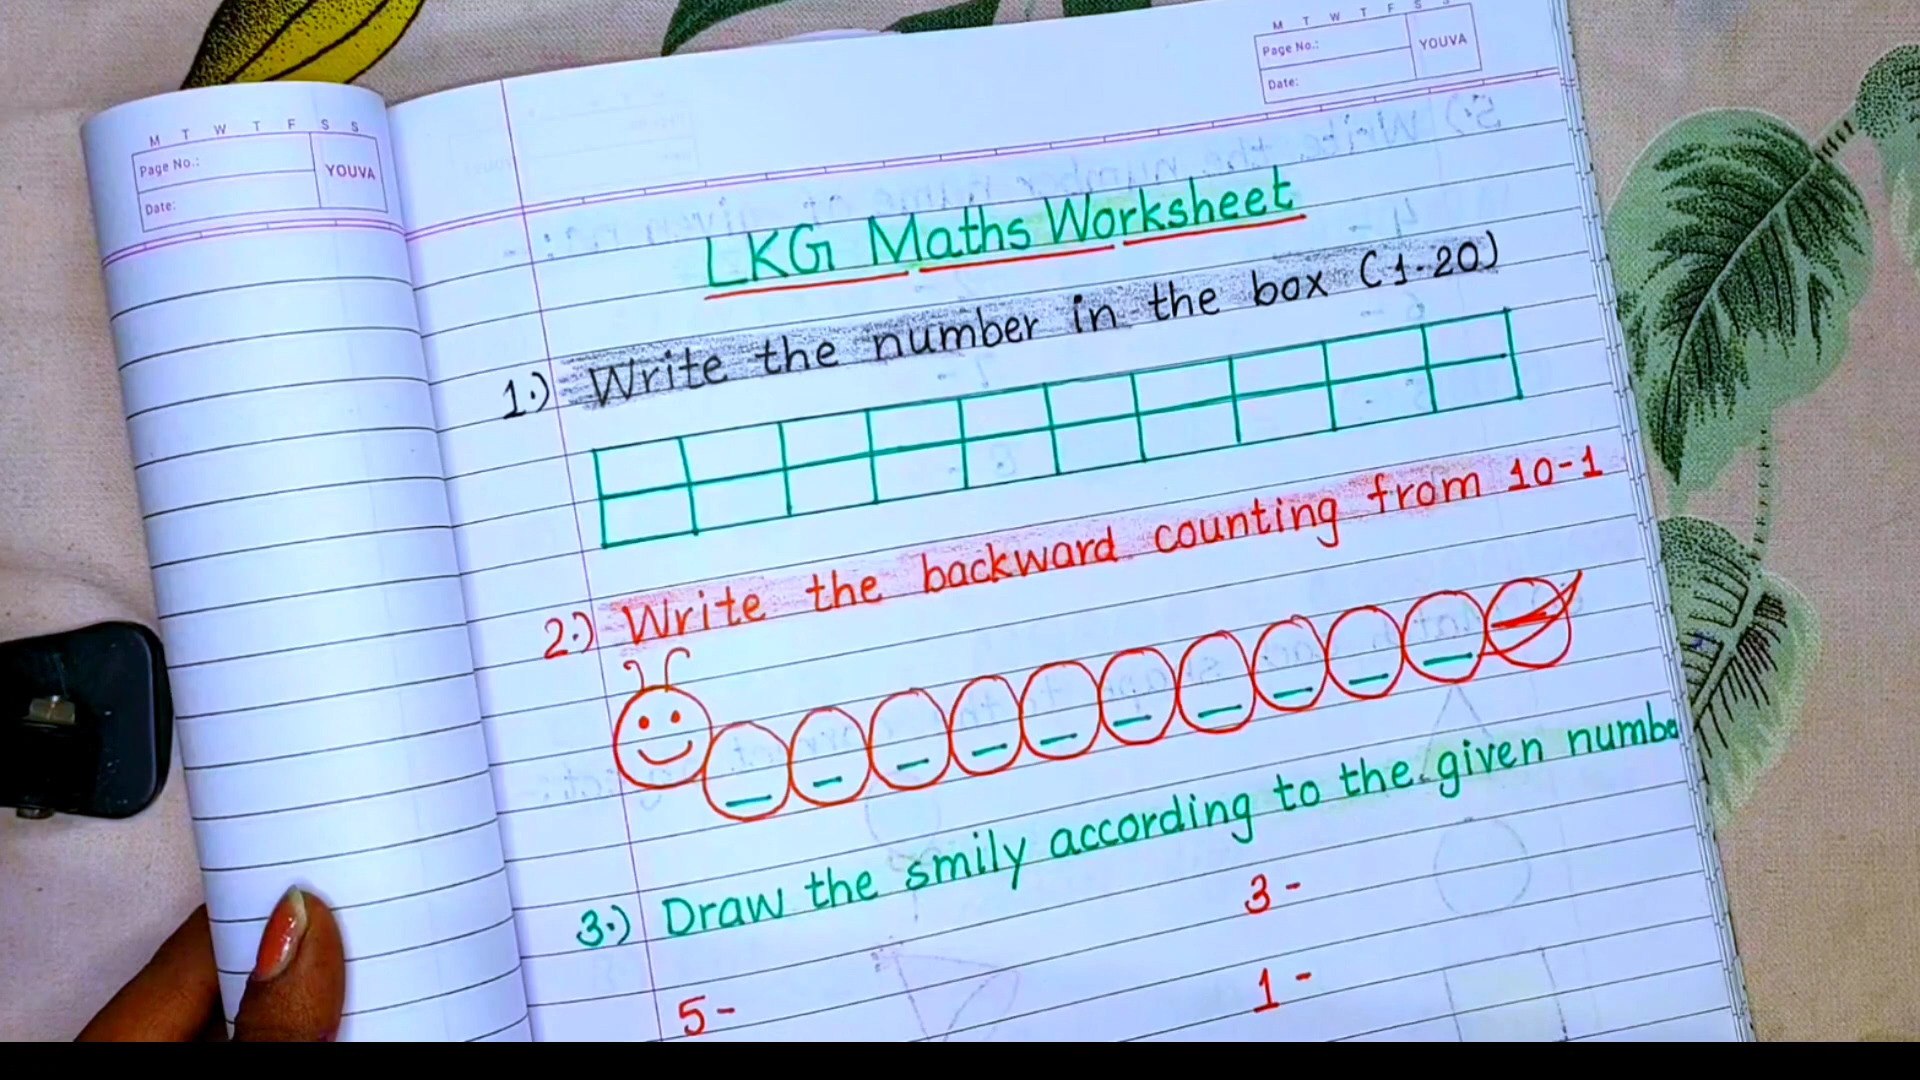 M T W T F S S
Page No.:
YOUVA
Date:
M T W T F S S
Page No.:
YOUVA
Date:
LKG Maths Worksheet
1.) Write the number in the box (1-20)
2.) Write the backward counting from 10-1
3.) Draw the smily according to the given numbe
3-
5-
1-